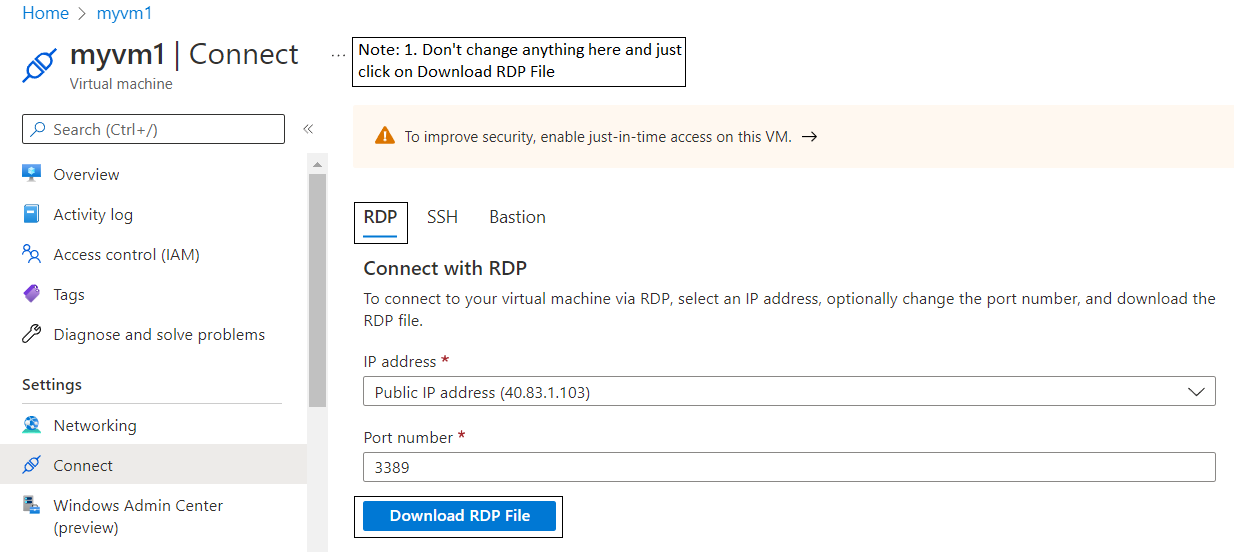 Home > myvm1
myvm1 | Connect ...
Virtual machine
Note: 1. Don't change anything here and just
click on Download RDP File
Search (Ctrl+/)
«
Overview
Activity log
Access control (IAM)
Tags
Diagnose and solve problems
Settings
Networking
Connect
Windows Admin Center
(preview)
To improve security, enable just-in-time access on this VM. →
RDP SSH Bastion
Connect with RDP
To connect to your virtual machine via RDP, select an IP address, optionally change the port number, and download the
RDP file.
IP address *
Public IP address (40.83.1.103)
Port number *
3389
Download RDP File